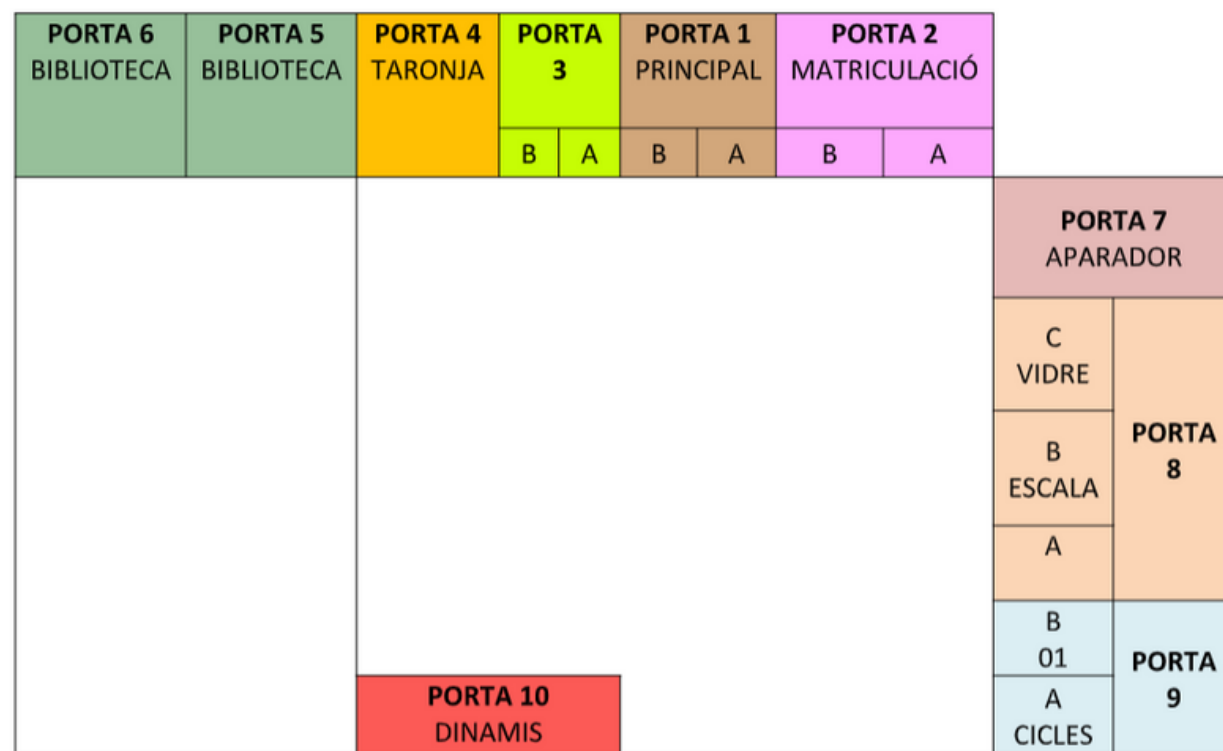 PORTA 6
BIBLIOTECA
PORTA 5
BIBLIOTECA
PORTA 4
TARONJA
PORTA
3
PORTA 1
PRINCIPAL
PORTA 2
MATRICULACIÓ
B
A
B
A
B
A
PORTA 7
APARADOR
C
VIDRE
B
ESCALA
A
PORTA
8
B
01
A
CICLES
PORTA
9
PORTA 10
DINAMIS